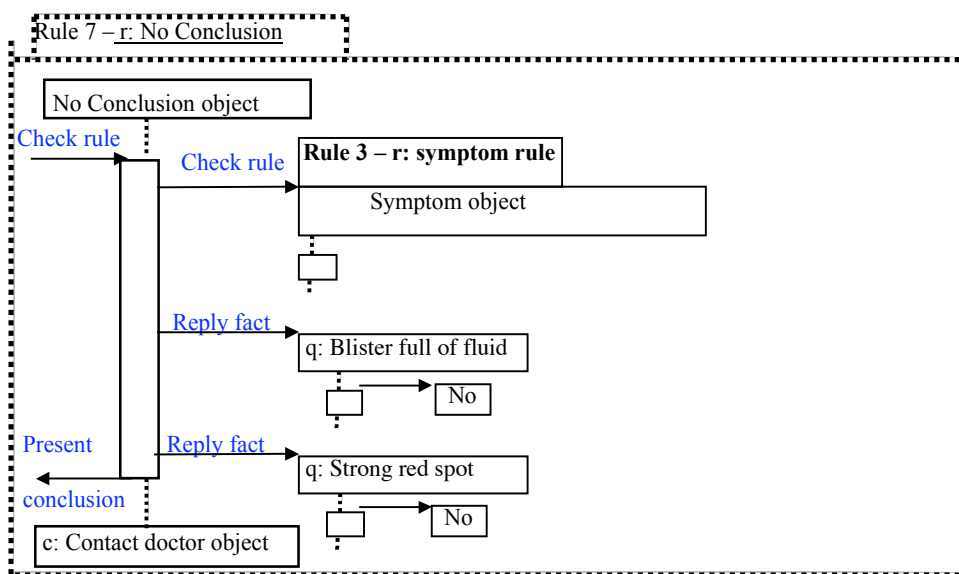 Rule 7 – r: No Conclusion
No Conclusion object
Check rule
Check rule
Rule 3 – r: symptom rule
Symptom object
Reply fact
q: Blister full of fluid
No
Present
Reply fact
q: Strong red spot
conclusion
No
c: Contact doctor object